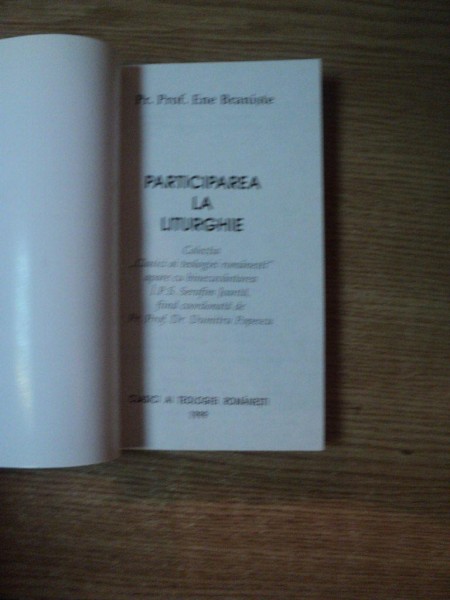 Pr. Prof. Ene Braniște
PARTICIPAREA
LA
LITURGHIE
Colecția
„Clasici ai teologiei românești”
apare cu binecuvântarea
Î.P.S. Serafim Joantă,
fiind coordonată de
Pr. Prof. Dr. Dumitru Popescu
CLASICI AI TEOLOGIEI ROMÂNEȘTI
1999